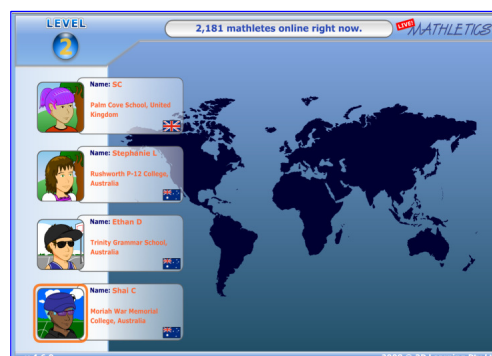 LEVEL
2
2,181 mathletes online right now.
LIVE!
MATHLETICS
Name: SC
Palm Cove School, United
Kingdom
Name: Stephanie L
Rushworth P-12 College,
Australia
Name: Ethan D
Trinity Grammar School,
Australia
Name: Shai C
Moriah War Memorial
College, Australia